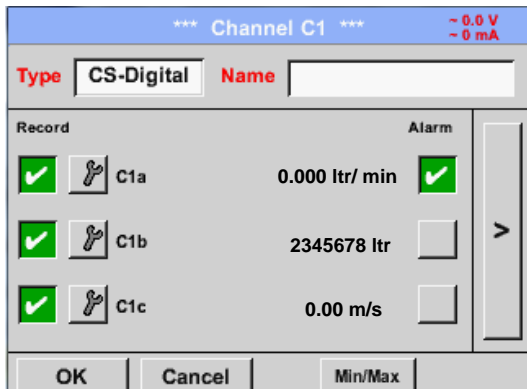 *** Channel C1 *** ~ 0.0 V
~ 0 mA
Type CS-Digital Name
Record Alarm
C1a 0.000 ltr/ min
C1b 2345678 ltr
C1c 0.00 m/s
>
OK Cancel Min/Max